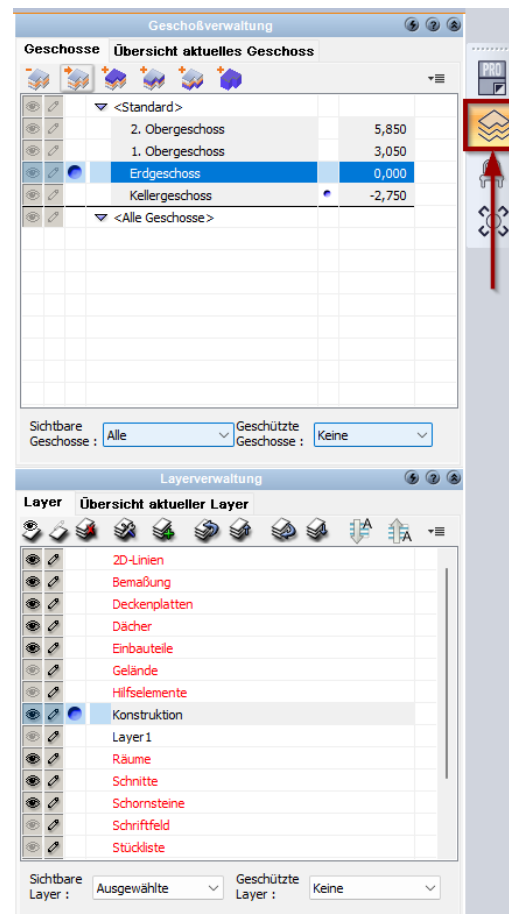 Geschoßverwaltung
Geschosse Übersicht aktuelles Geschoss
PRO
<Standard>
2. Obergeschoss 5,850
1. Obergeschoss 3,050
Erdgeschoss 0,000
Kellergeschoss -2,750
<Alle Geschosse>
Sichtbare Geschosse : Alle Geschützte Geschosse : Keine
Layerverwaltung
Layer Übersicht aktueller Layer
2D-Linien
Bemaßung
Deckenplatten
Dächer
Einbauteile
Gelände
Hilfselemente
Konstruktion
Layer1
Räume
Schnitte
Schornsteine
Schriftfeld
Stückliste
Sichtbare Layer : Ausgewählte Geschützte Layer : Keine